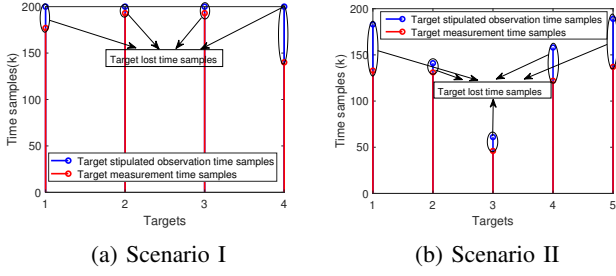 200
150
100
50
0
Time samples(k)
Target lost time samples
Target stipulated observation time samples
Target measurement time samples
1 2 3 4
Targets
(a) Scenario I
200
150
100
50
0
Time samples (k)
Target stipulated observation time samples
Target measurement time samples
Target lost time samples
1 2 3 4 5
Targets
(b) Scenario II